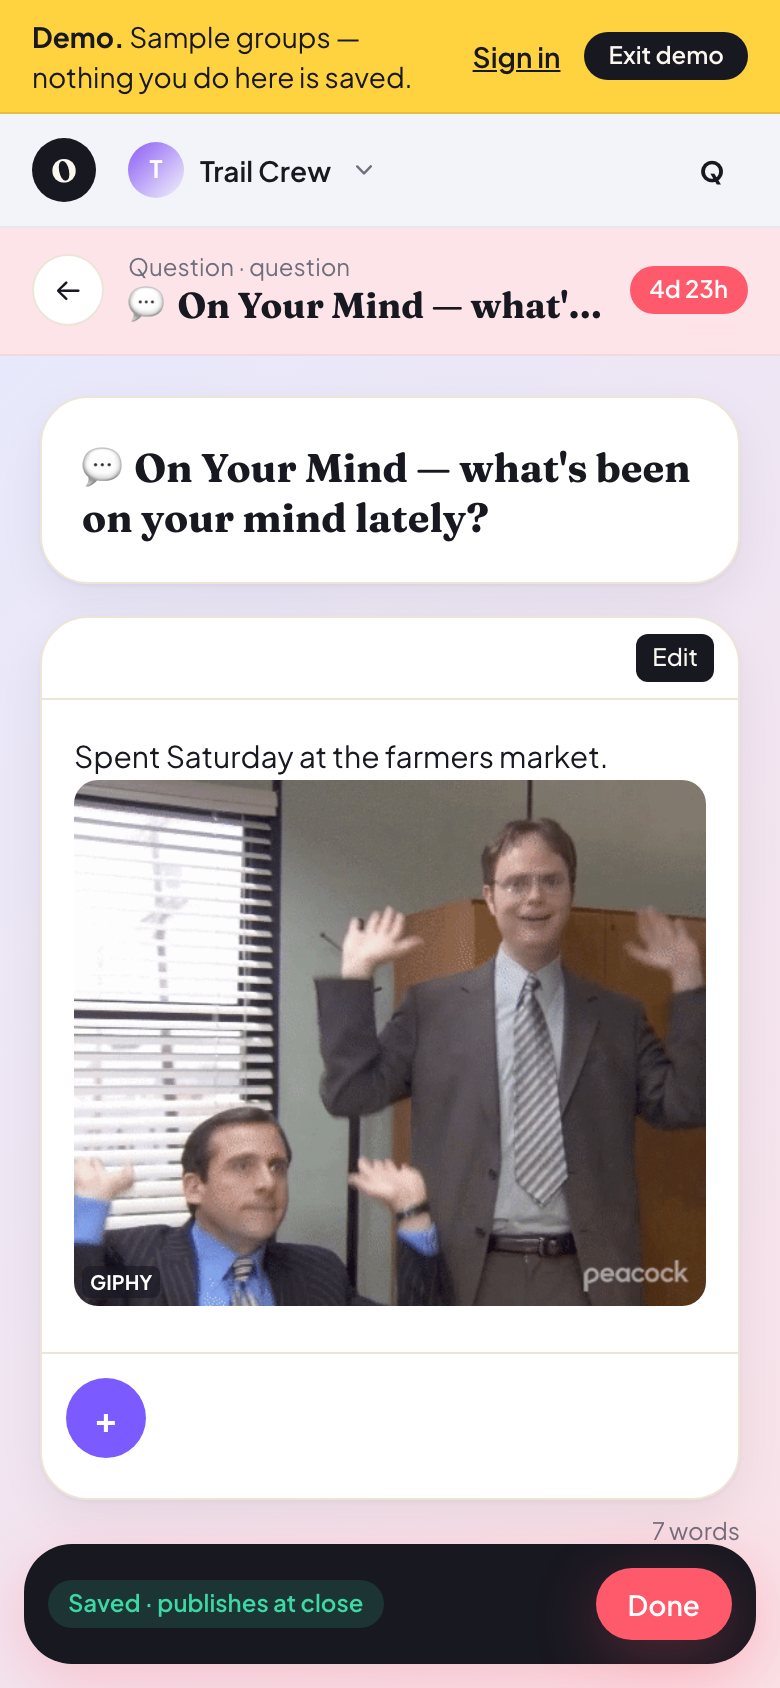 Demo. Sample groups —
nothing you do here is saved.
Sign in
Exit demo
O
T
Trail Crew
Q
Question · question
💬 On Your Mind — what'...
4d 23h
💬 On Your Mind — what's been
on your mind lately?
Edit
Spent Saturday at the farmers market.
GIPHY
peacock
+
7 words
Saved · publishes at close
Done